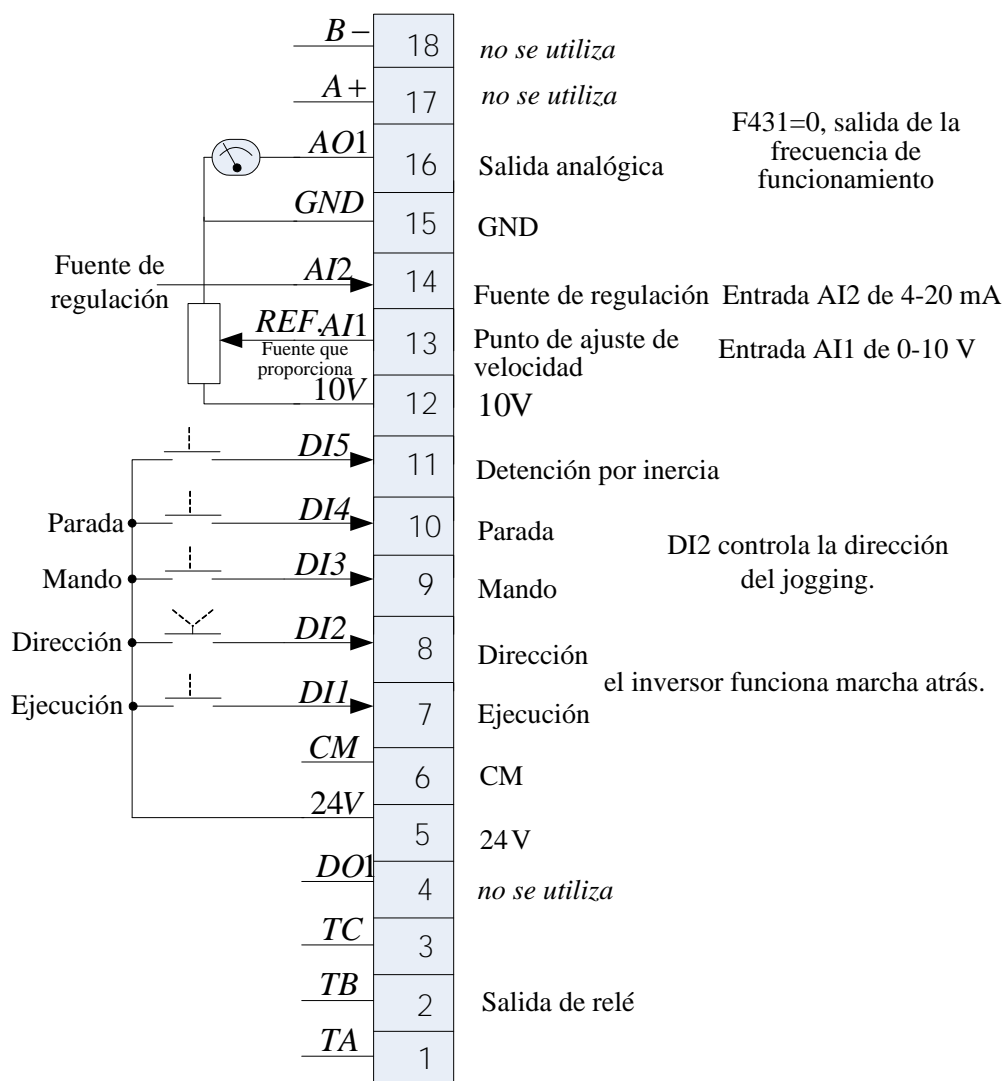 B − 18 no se utiliza
A + 17 no se utiliza
AO1 16 Salida analógica
F431=0, salida de la
frecuencia de
funcionamiento
GND 15 GND
Fuente de
regulación
AI2 14 Fuente de regulación Entrada AI2 de 4-20 mA
REF. AI1 13 Punto de ajuste de
velocidad
Entrada AI1 de 0-10 V
Fuente que
proporciona
10V 12 10V
DI5 11 Detención por inercia
Parada DI4 10 Parada
Mando DI3 9 Mando
DI2 controla la dirección
del jogging.
Dirección DI2 8 Dirección
el inversor funciona marcha atrás.
Ejecución DI1 7 Ejecución
CM 6 CM
24V 5 24 V
DO1 4 no se utiliza
TC 3
TB 2 Salida de relé
TA 1